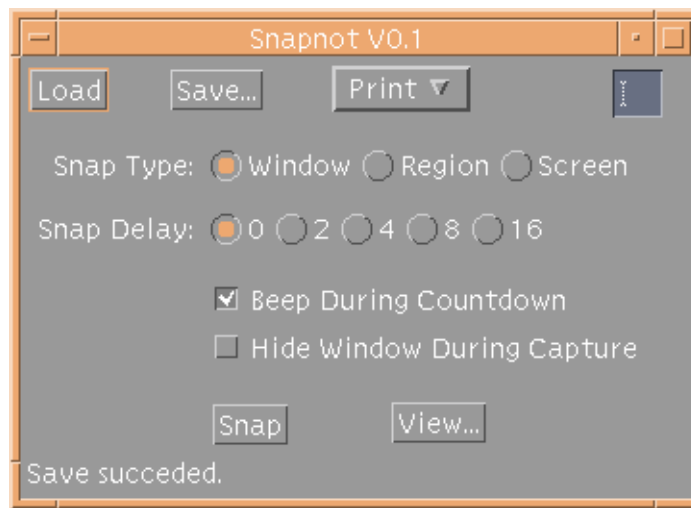 Snapnot V0.1
Load Save... Print
Snap Type: Window Region Screen
Snap Delay: 0 2 4 8 16
Beep During Countdown
Hide Window During Capture
Snap View...
Save succeded.